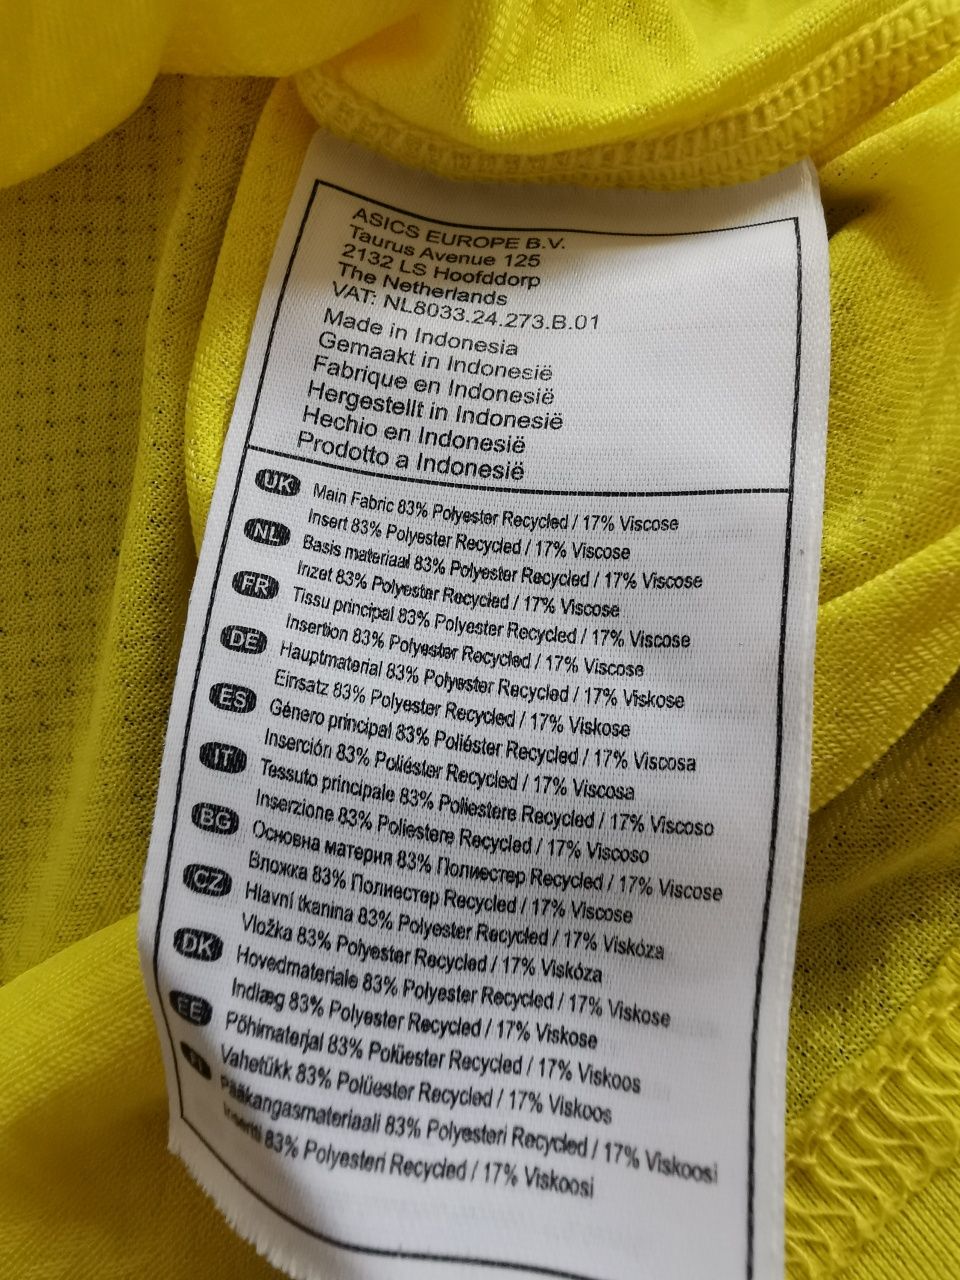 ASICS EUROPE B.V.
Taurus Avenue 125
2132 LS Hoofddorp
The Netherlands
VAT: NL8033.24.273.B.01
Made in Indonesia
Gemaakt in Indonesië
Fabrique en Indonesië
Hergestellt in Indonesië
Hechio en Indonesië
Prodotto a Indonesië
UK Main Fabric 83% Polyester Recycled / 17% Viscose
Insert 83% Polyester Recycled / 17% Viscose
NL Basis materiaal 83% Polyester Recycled / 17% Viscose
Inzet 83% Polyester Recycled / 17% Viscose
FR Tissu principal 83% Polyester Recycled / 17% Viscose
Insertion 83% Polyester Recycled / 17% Viscose
DE Hauptmaterial 83% Polyester Recycled / 17% Viskose
Einsatz 83% Polyester Recycled / 17% Viskose
ES Género principal 83% Poliéster Recycled / 17% Viscosa
Inserción 83% Poliéster Recycled / 17% Viscosa
IT Tessuto principale 83% Poliestere Recycled / 17% Viscoso
Inserzione 83% Poliestere Recycled / 17% Viscoso
BG Основна материя 83% Полиестер Recycled / 17% Viscose
Вложка 83% Полиестер Recycled / 17% Viscose
CZ Hlavní tkanina 83% Polyester Recycled / 17% Viskóza
Vložka 83% Polyester Recycled / 17% Viskóza
DK Hovedmateriale 83% Polyester Recycled / 17% Viskose
Indlæg 83% Polyester Recycled / 17% Viskose
EE Põhimaterjal 83% Polüester Recycled / 17% Viskoos
Vahetükk 83% Polüester Recycled / 17% Viskoos
FI Pääkangasmateriaali 83% Polyesteri Recycled / 17% Viskoosi
Insertti 83% Polyesteri Recycled / 17% Viskoosi